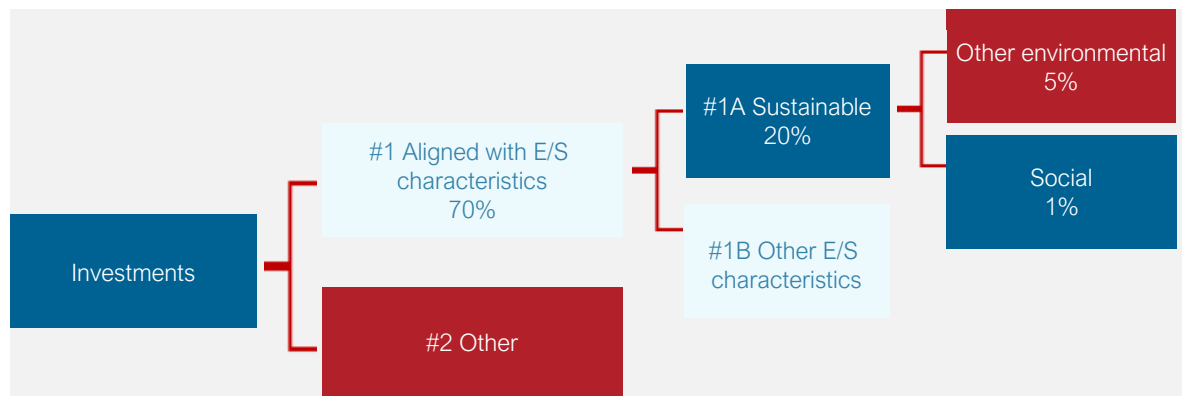 Investments
#1 Aligned with E/S
characteristics
70%
#2 Other
#1A Sustainable
20%
#1B Other E/S
characteristics
Other environmental
5%
Social
1%